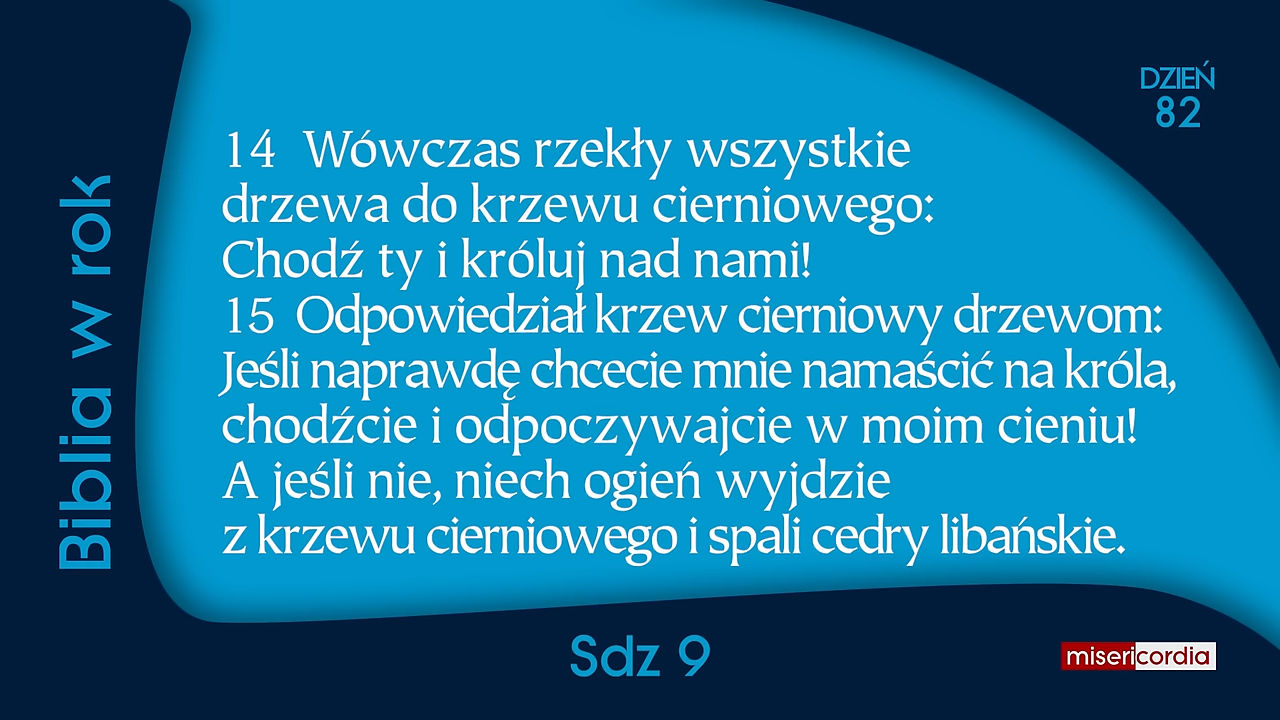 DZIEŃ
82
Biblia w rok
14 Wówczas rzekły wszystkie
drzewa do krzewu cierniowego:
Chodź ty i króluj nad nami!
15 Odpowiedział krzew cierniowy drzewom:
Jeśli naprawdę chcecie mnie namaścić na króla,
chodźcie i odpoczywajcie w moim cieniu!
A jeśli nie, niech ogień wyjdzie
z krzewu cierniowego i spali cedry libańskie.
Sdz 9
misericordia